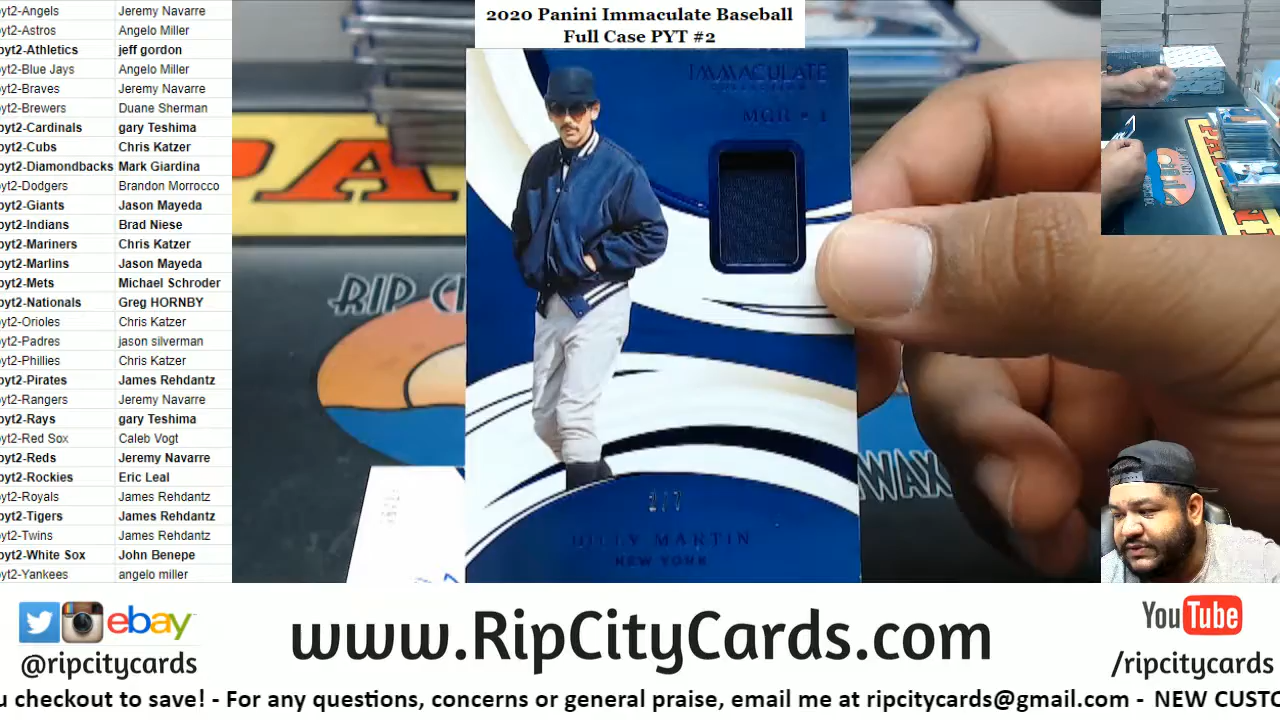 2020 Panini Immaculate Baseball
Full Case PYT #2
pyt2-Angels Jeremy Navarre
pyt2-Astros Angelo Miller
pyt2-Athletics jeff gordon
pyt2-Blue Jays Angelo Miller
pyt2-Braves Jeremy Navarre
pyt2-Brewers Duane Sherman
pyt2-Cardinals gary Teshima
pyt2-Cubs Chris Katzer
pyt2-Diamondbacks Mark Giardina
pyt2-Dodgers Brandon Morrocco
pyt2-Giants Jason Mayeda
pyt2-Indians Brad Niese
pyt2-Mariners Chris Katzer
pyt2-Marlins Jason Mayeda
pyt2-Mets Michael Schroder
pyt2-Nationals Greg HORNBY
pyt2-Orioles Chris Katzer
pyt2-Padres jason silverman
pyt2-Phillies Chris Katzer
pyt2-Pirates James Rehdantz
pyt2-Rangers Jeremy Navarre
pyt2-Rays gary Teshima
pyt2-Red Sox Caleb Vogt
pyt2-Reds Jeremy Navarre
pyt2-Rockies Eric Leal
pyt2-Royals James Rehdantz
pyt2-Tigers James Rehdantz
pyt2-Twins James Rehdantz
pyt2-White Sox John Benepe
pyt2-Yankees angelo miller
IMMACULATE
COLLECTION
MGR • 1
RIP
WAX
BILLY MARTIN
NEW YORK
ebay
@ripcitycards
www.RipCityCards.com
YouTube
/ripcitycards
checkout to save! - For any questions, concerns or general praise, email me at ripcitycards@gmail.com - NEW